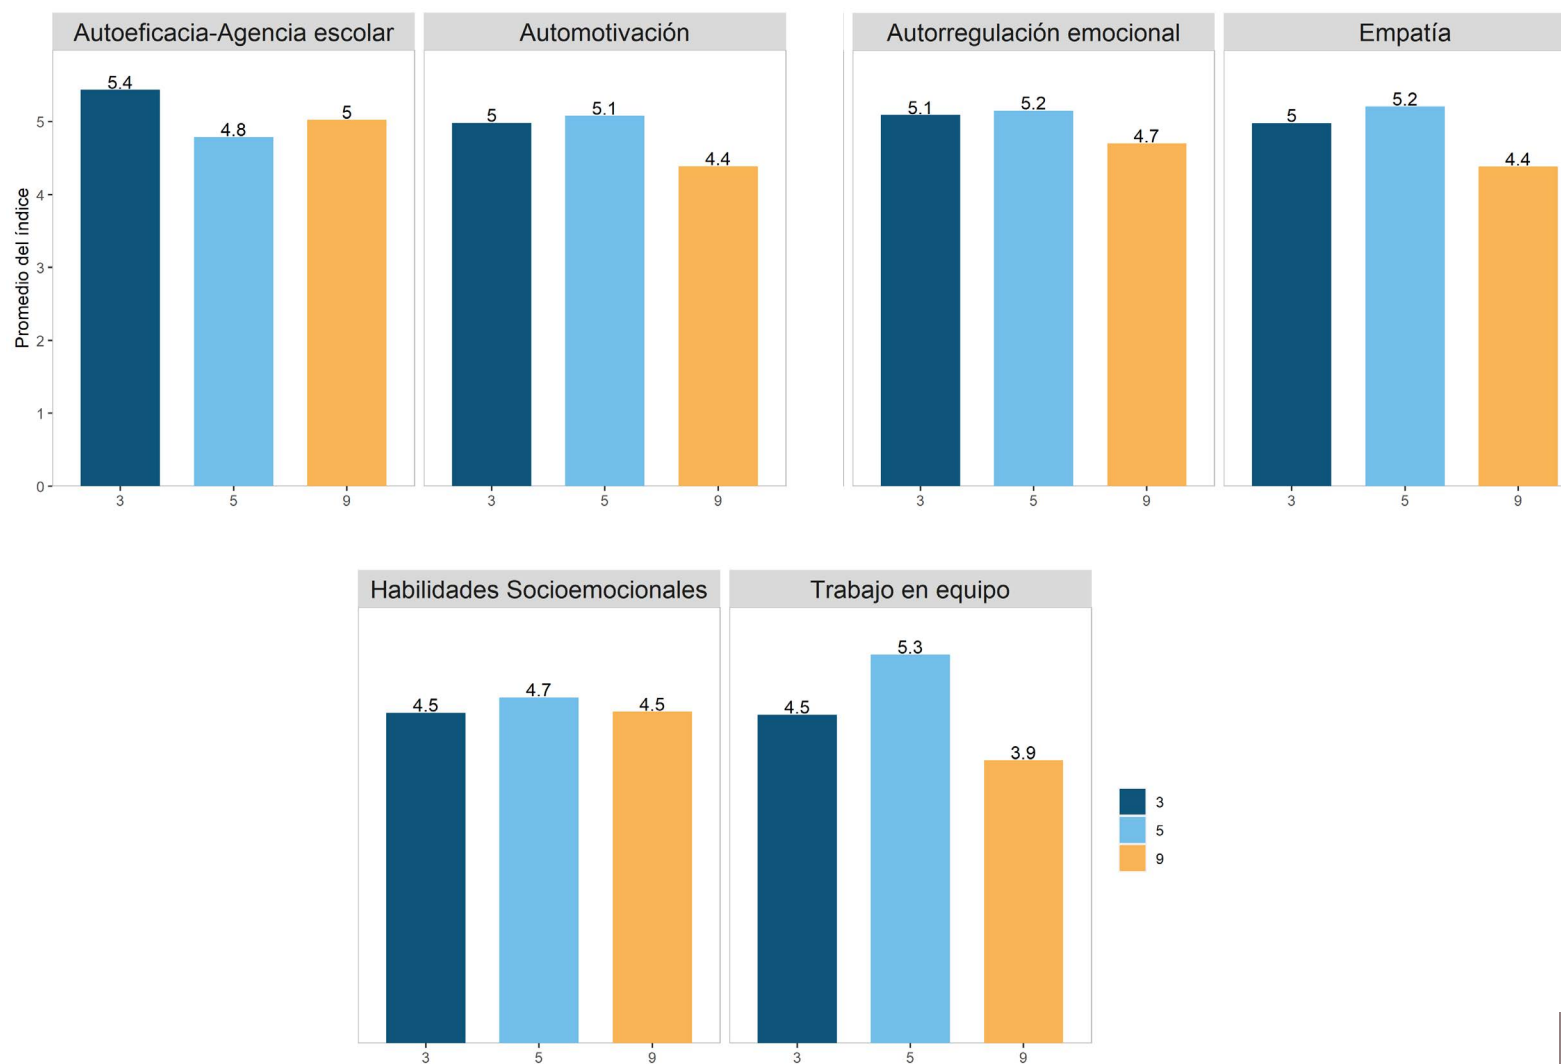 Autoeficacia-Agencia escolar
Automotivación
Autorregulación emocional
Empatía
Promedio del índice
5
4
3
2
1
0
5.4
4.8
5
5
5.1
4.4
5.1
5.2
4.7
5
5.2
4.4
3 5 9
3 5 9
3 5 9
3 5 9
Habilidades Socioemocionales
Trabajo en equipo
4.5
4.7
4.5
4.5
5.3
3.9
3 5 9
3 5 9
3
5
9